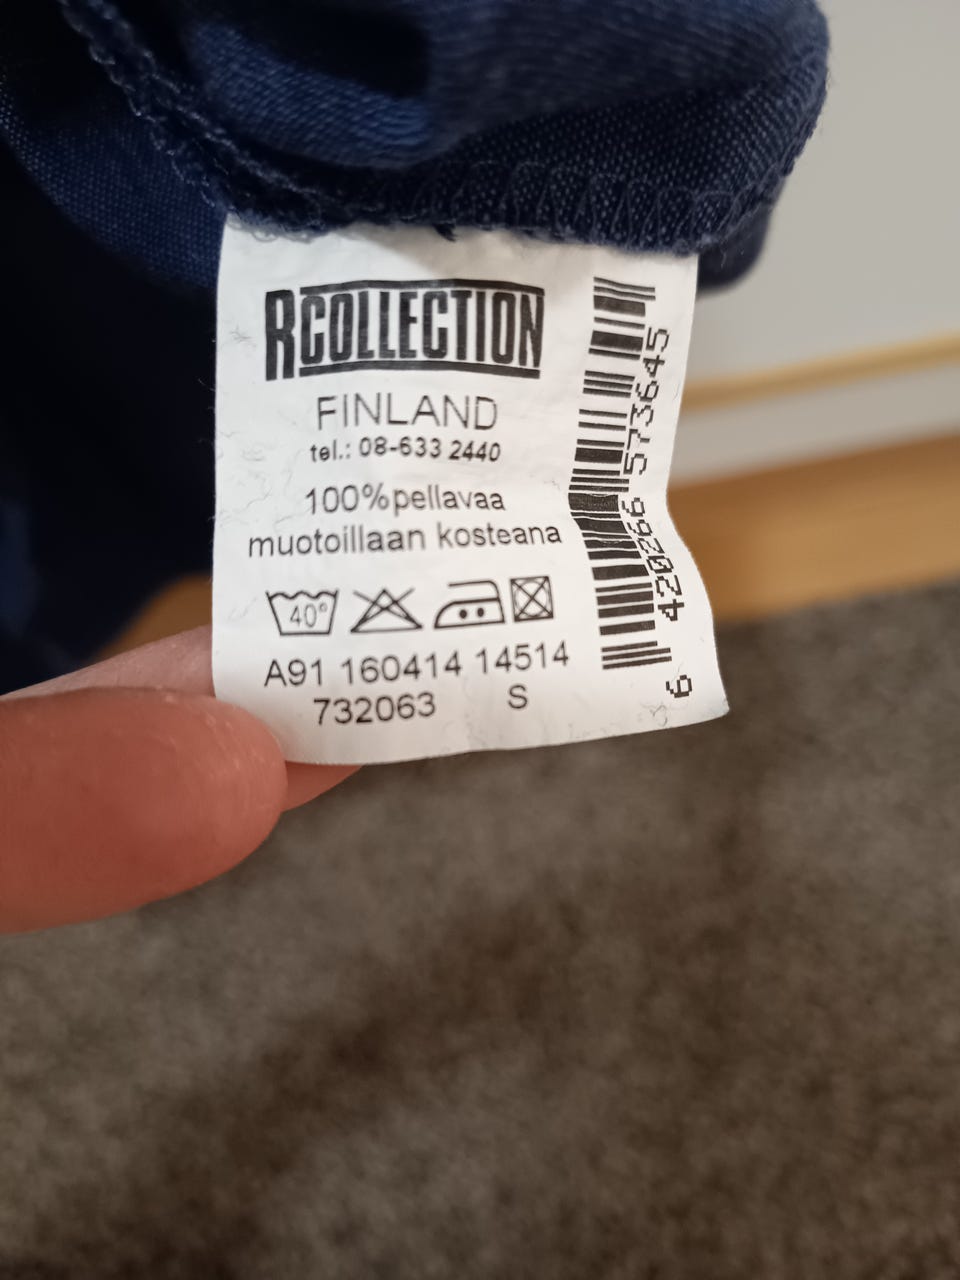 RCOLLECTION
FINLAND
tel.: 08-633 2440
100%pellavaa
muotoillaan kosteana
40°
A91 160414 14514
732063 S
6 420266 573645